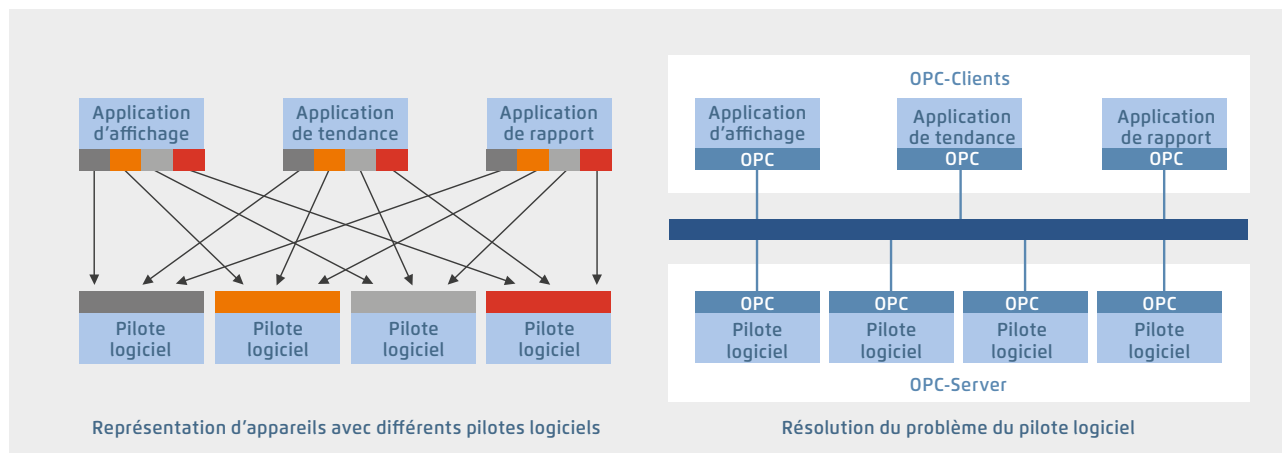 OPC-Clients
Application
d'affichage
Application
de tendance
Application
de rapport
Application
d'affichage
OPC
Application
de tendance
OPC
Application
de rapport
OPC
Pilote
logiciel
Pilote
logiciel
Pilote
logiciel
Pilote
logiciel
OPC
Pilote
logiciel
OPC
Pilote
logiciel
OPC
Pilote
logiciel
OPC
Pilote
logiciel
OPC-Server
Représentation d'appareils avec différents pilotes logiciels
Résolution du problème du pilote logiciel